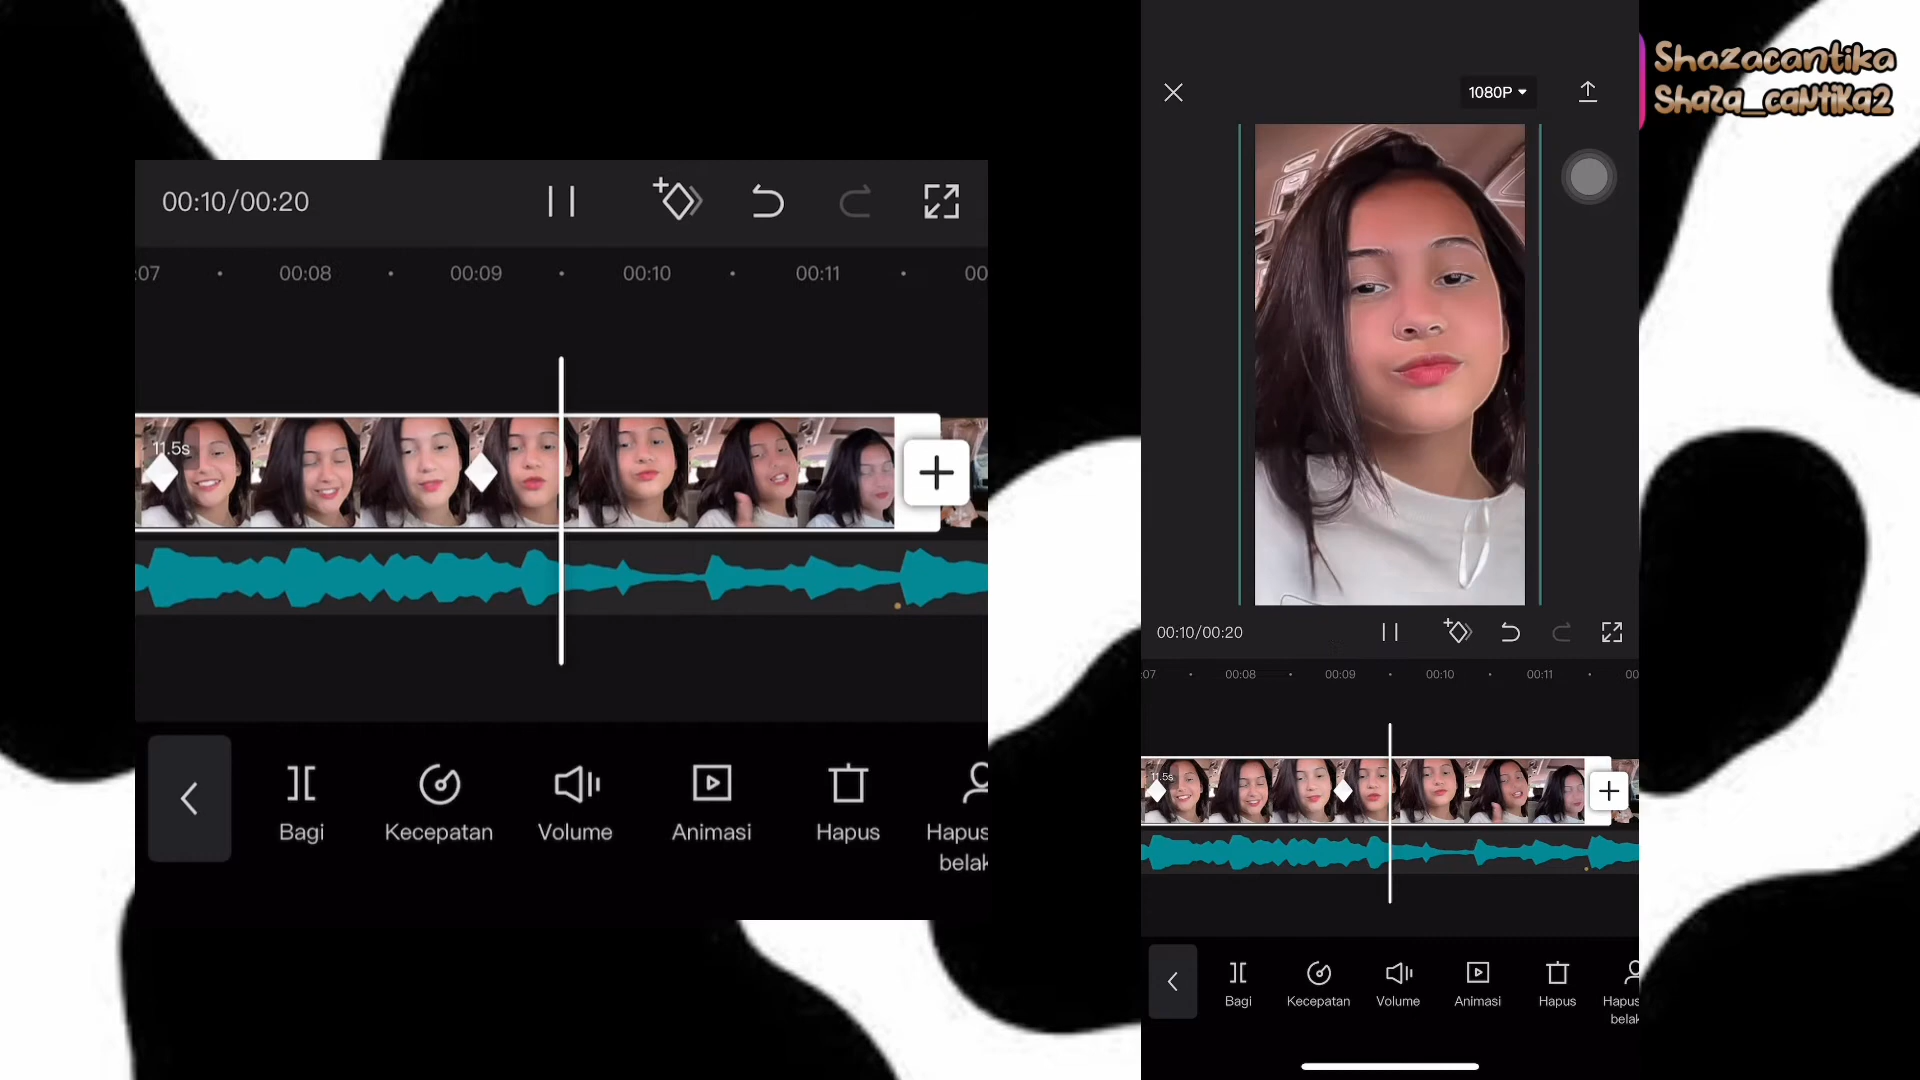 00:10/00:20
:07 00:08 00:09 00:10 00:11 00
11.5s
Bagi Kecepatan Volume Animasi Hapus Hapus
belak
1080P
00:10/00:20
:07 00:08 00:09 00:10 00:11 00
11.5s
Bagi Kecepatan Volume Animasi Hapus Hapus
belak
Shazacantika
Shaza_cantika2